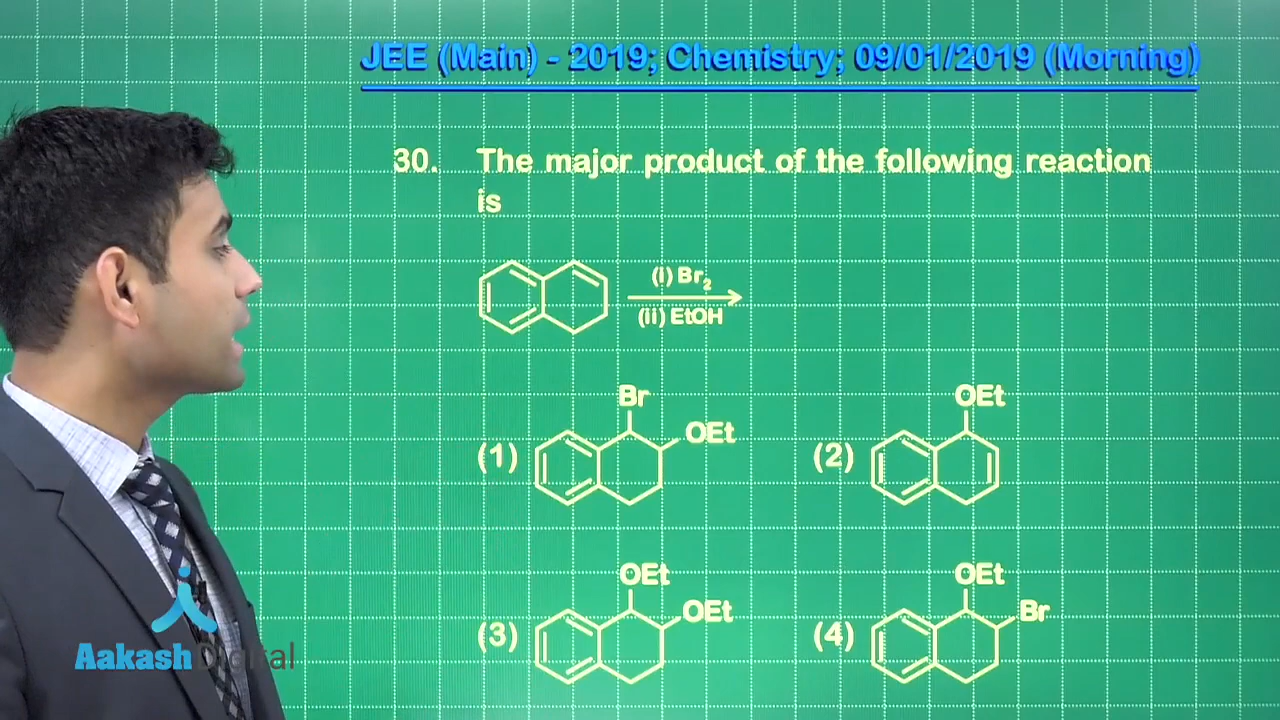 JEE (Main) - 2019; Chemistry; 09/01/2019 (Morning)
30. The major product of the following reaction
is
(i) Br₂
(ii) EtOH
Br
OEt
(1)
OEt
(2)
OEt
OEt
(3)
OEt
Br
(4)
Aakash Digital